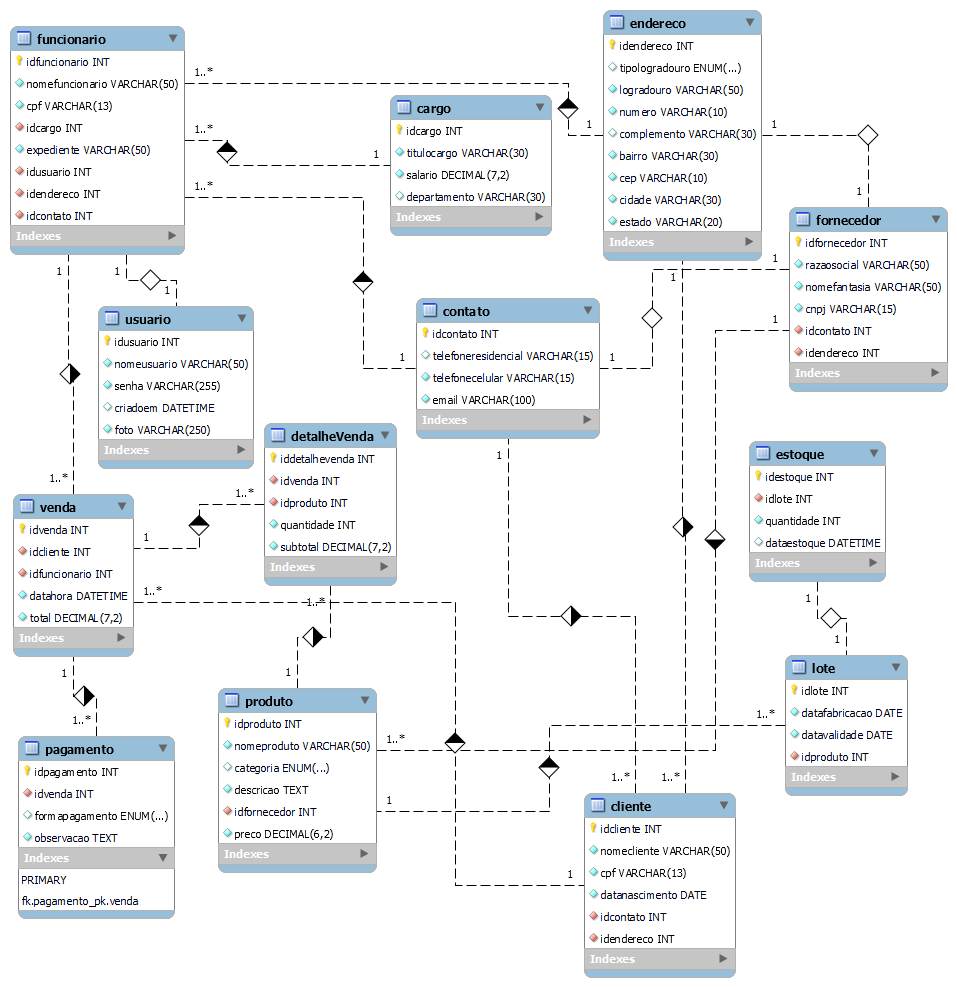 funcionario
idfuncionario INT
nomefuncionario VARCHAR(50)
cpf VARCHAR(13)
idcargo INT
expediente VARCHAR(50)
idusuario INT
idendereco INT
idcontato INT
Indexes
1..*
1..*
1..*
1
1
cargo
idcargo INT
titulocargo VARCHAR(30)
salario DECIMAL(7,2)
departamento VARCHAR(30)
Indexes
1
endereco
idendereco INT
tipologradouro ENUM(...)
logradouro VARCHAR(50)
numero VARCHAR(10)
complemento VARCHAR(30)
bairro VARCHAR(30)
cep VARCHAR(10)
cidade VARCHAR(30)
estado VARCHAR(20)
Indexes
1
1
1
fornecedor
idfornecedor INT
razaosocial VARCHAR(50)
nomefantasia VARCHAR(50)
cnpj VARCHAR(15)
idcontato INT
idendereco INT
Indexes
1
1
1
usuario
idusuario INT
nomeusuario VARCHAR(50)
senha VARCHAR(255)
criadoem DATETIME
foto VARCHAR(250)
Indexes
1
contato
idcontato INT
telefoneresidencial VARCHAR(15)
telefonecelular VARCHAR(15)
email VARCHAR(100)
Indexes
1
1
1
detalheVenda
iddetalhevenda INT
idvenda INT
idproduto INT
quantidade INT
subtotal DECIMAL(7,2)
Indexes
1..*
1..*
estoque
idestoque INT
idlote INT
quantidade INT
dataestoque DATETIME
Indexes
1
venda
idvenda INT
idcliente INT
idfuncionario INT
datahora DATETIME
total DECIMAL(7,2)
Indexes
1..*
1
1..*
1
lote
idlote INT
datafabricacao DATE
datavalidade DATE
idproduto INT
Indexes
1
1..*
produto
idproduto INT
nomeproduto VARCHAR(50)
categoria ENUM(...)
descricao TEXT
idfornecedor INT
preco DECIMAL(6,2)
Indexes
1
1..*
1
pagamento
idpagamento INT
idvenda INT
formapagamento ENUM(...)
observacao TEXT
Indexes
PRIMARY
fk.pagamento_pk.venda
1..*
cliente
idcliente INT
nomecliente VARCHAR(50)
cpf VARCHAR(13)
datanascimento DATE
idcontato INT
idendereco INT
Indexes
1..*
1..*
1